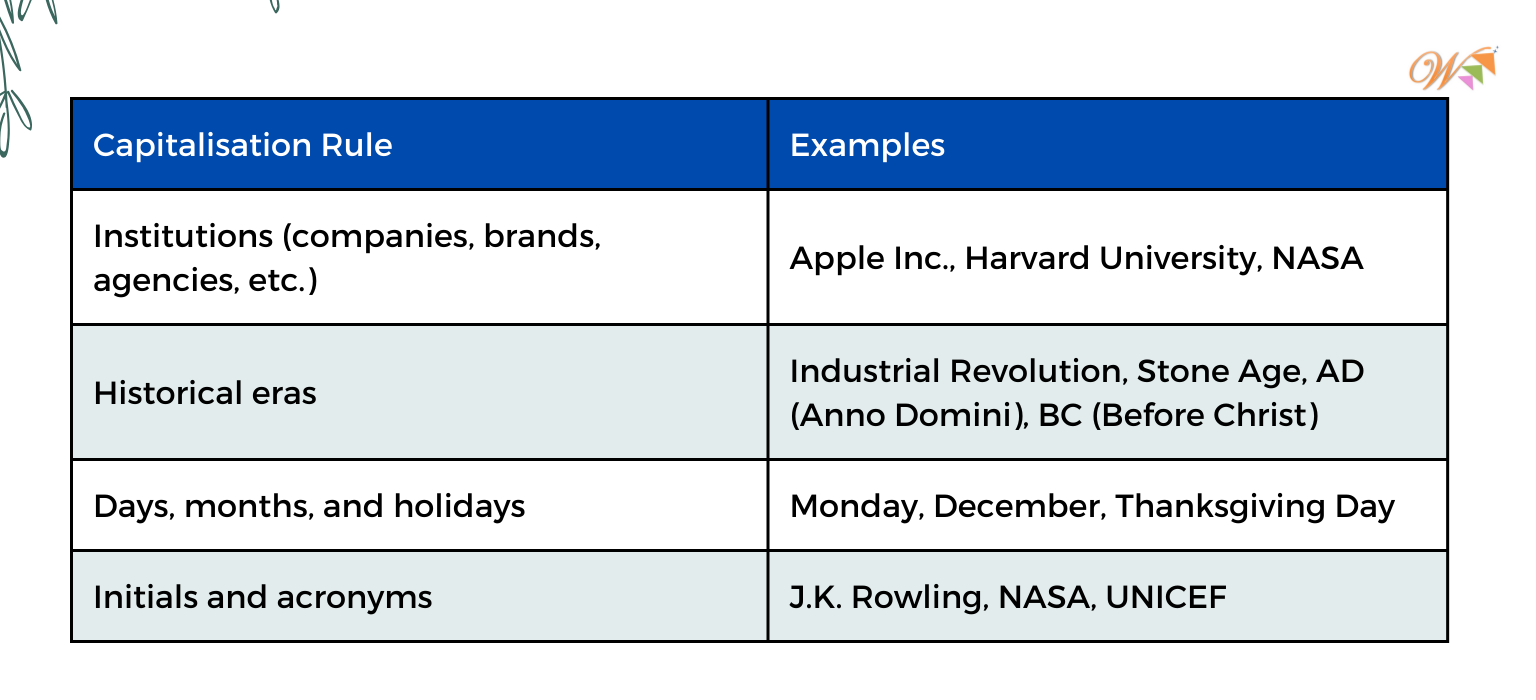 W
Capitalisation Rule
Examples
Institutions (companies, brands,
agencies, etc.)
Apple Inc., Harvard University, NASA
Historical eras
Industrial Revolution, Stone Age, AD
(Anno Domini), BC (Before Christ)
Days, months, and holidays
Monday, December, Thanksgiving Day
Initials and acronyms
J.K. Rowling, NASA, UNICEF